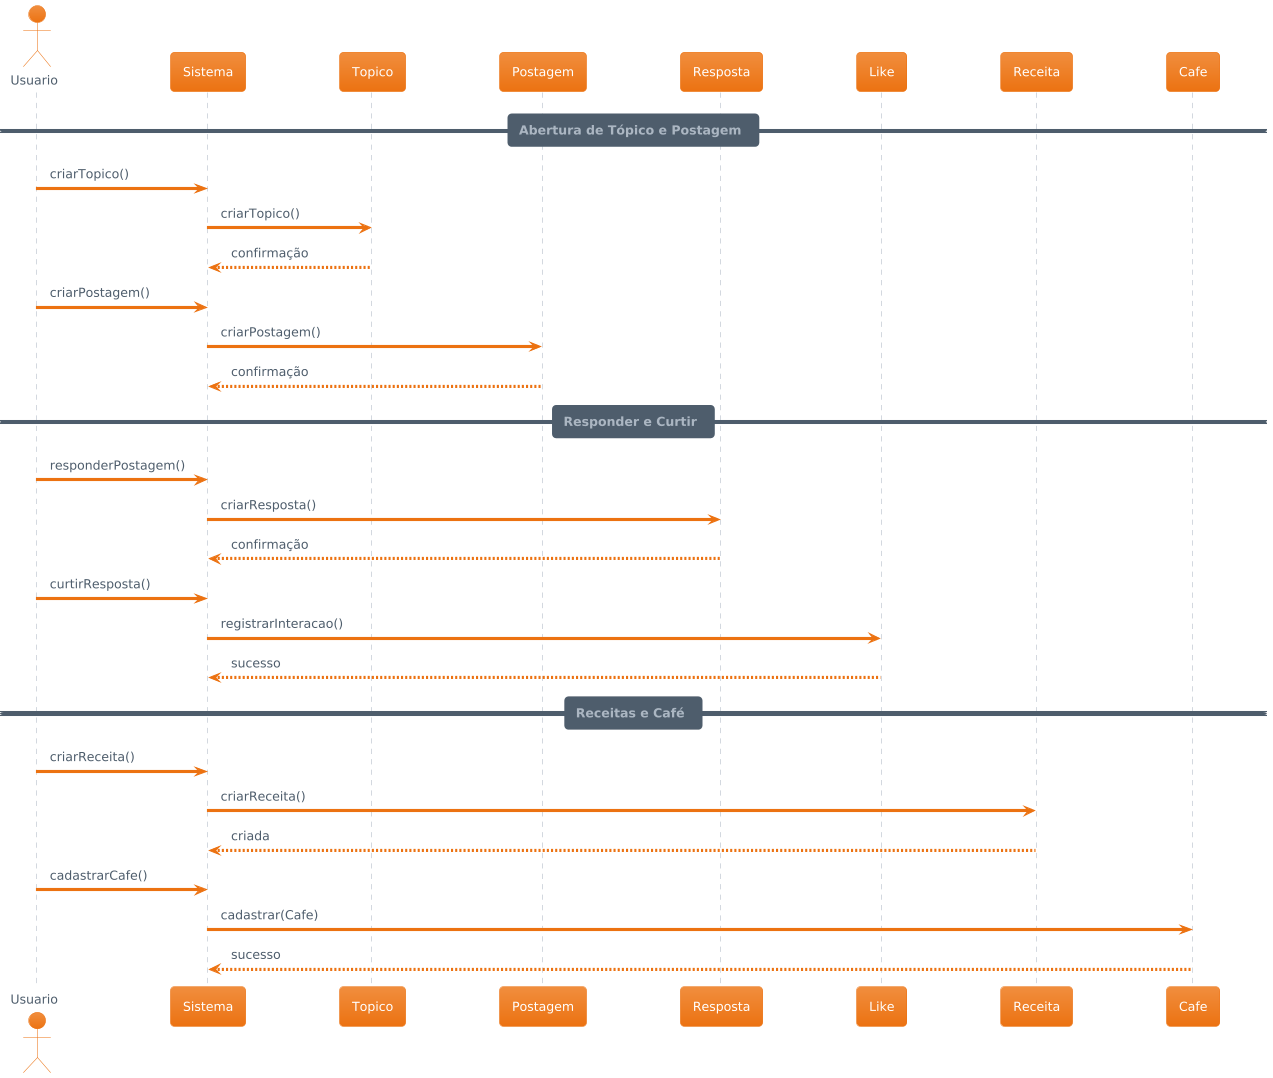 Usuario
Sistema
Topico
Postagem
Resposta
Like
Receita
Cafe
Abertura de Tópico e Postagem
criarTopico()
criarTopico()
confirmação
criarPostagem()
criarPostagem()
confirmação
Responder e Curtir
responderPostagem()
criarResposta()
confirmação
curtirResposta()
registrarInteracao()
sucesso
Receitas e Café
criarReceita()
criarReceita()
criada
cadastrarCafe()
cadastrar(Cafe)
sucesso
Usuario
Sistema
Topico
Postagem
Resposta
Like
Receita
Cafe